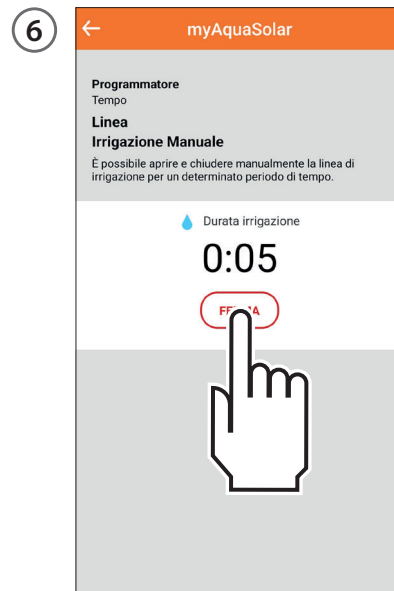 6
myAquaSolar
Programmatore
Tempo
Linea
Irrigazione Manuale
È possibile aprire e chiudere manualmente la linea di
irrigazione per un determinato periodo di tempo.
Durata irrigazione
0:05